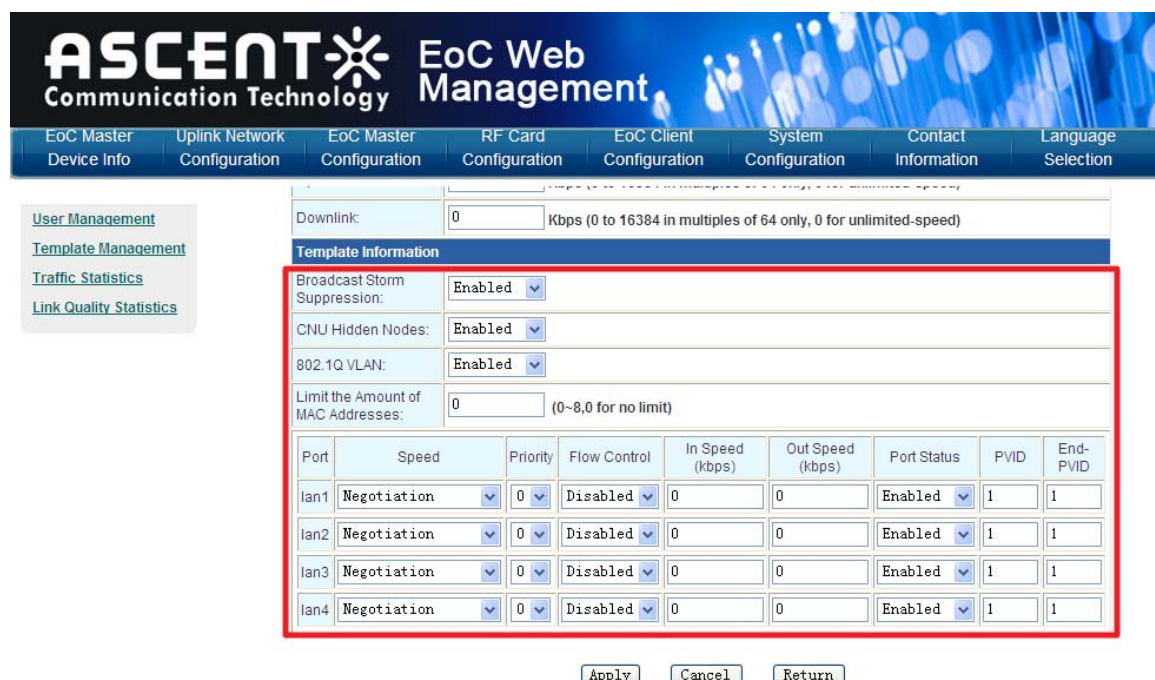 ASCENT EoC Web
Communication Technology Management
EoC Master Uplink Network EoC Master RF Card EoC Client System Contact Language
Device Info Configuration Configuration Configuration Configuration Configuration Information Selection
User Management
Template Management
Traffic Statistics
Link Quality Statistics
Downlink: 0 Kbps (0 to 16384 in multiples of 64 only, 0 for unlimited-speed)
Template Information
Broadcast Storm
Suppression: Enabled
CNU Hidden Nodes: Enabled
802.1Q VLAN: Enabled
Limit the Amount of
MAC Addresses: 0 (0~8,0 for no limit)
Port Speed Priority Flow Control In Speed (kbps) Out Speed (kbps) Port Status PVID End-PVID
lan1 Negotiation 0 Disabled 0 0 Enabled 1 1
lan2 Negotiation 0 Disabled 0 0 Enabled 1 1
lan3 Negotiation 0 Disabled 0 0 Enabled 1 1
lan4 Negotiation 0 Disabled 0 0 Enabled 1 1
Apply Cancel Return